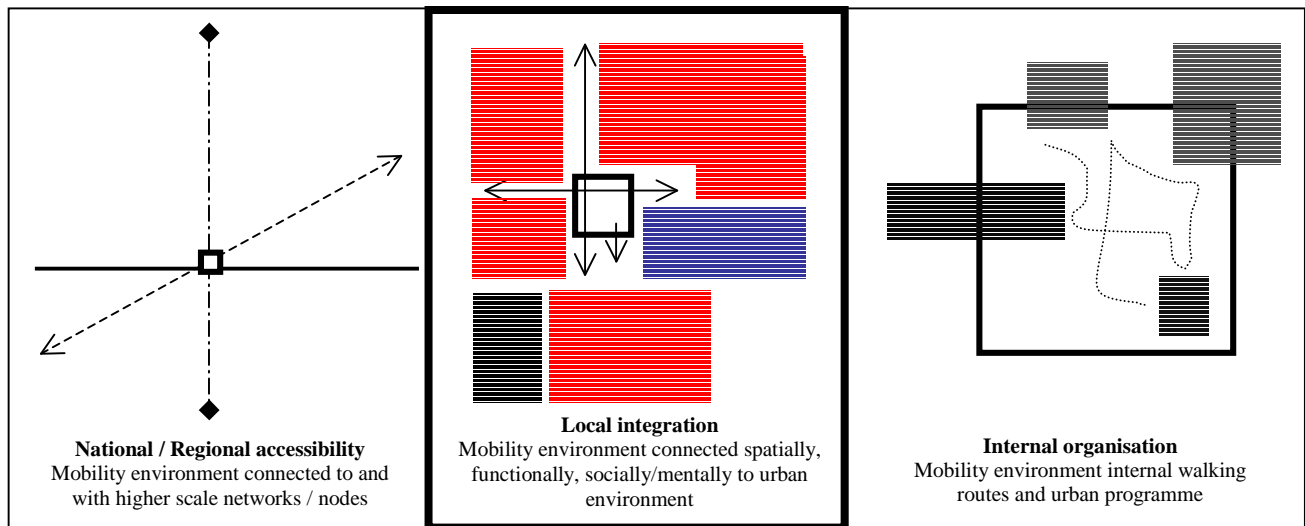 National / Regional accessibility
Mobility environment connected to and
with higher scale networks / nodes
Local integration
Mobility environment connected spatially,
functionally, socially/mentally to urban
environment
Internal organisation
Mobility environment internal walking
routes and urban programme